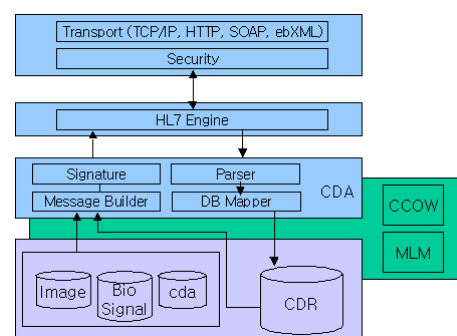 Transport (TCP/IP, HTTP, SOAP, ebXML)
Security
HL7 Engine
Signature
Parser
CDA
Message Builder
DB Mapper
CCOW
MLM
Image
Bio
Signal
cda
CDR